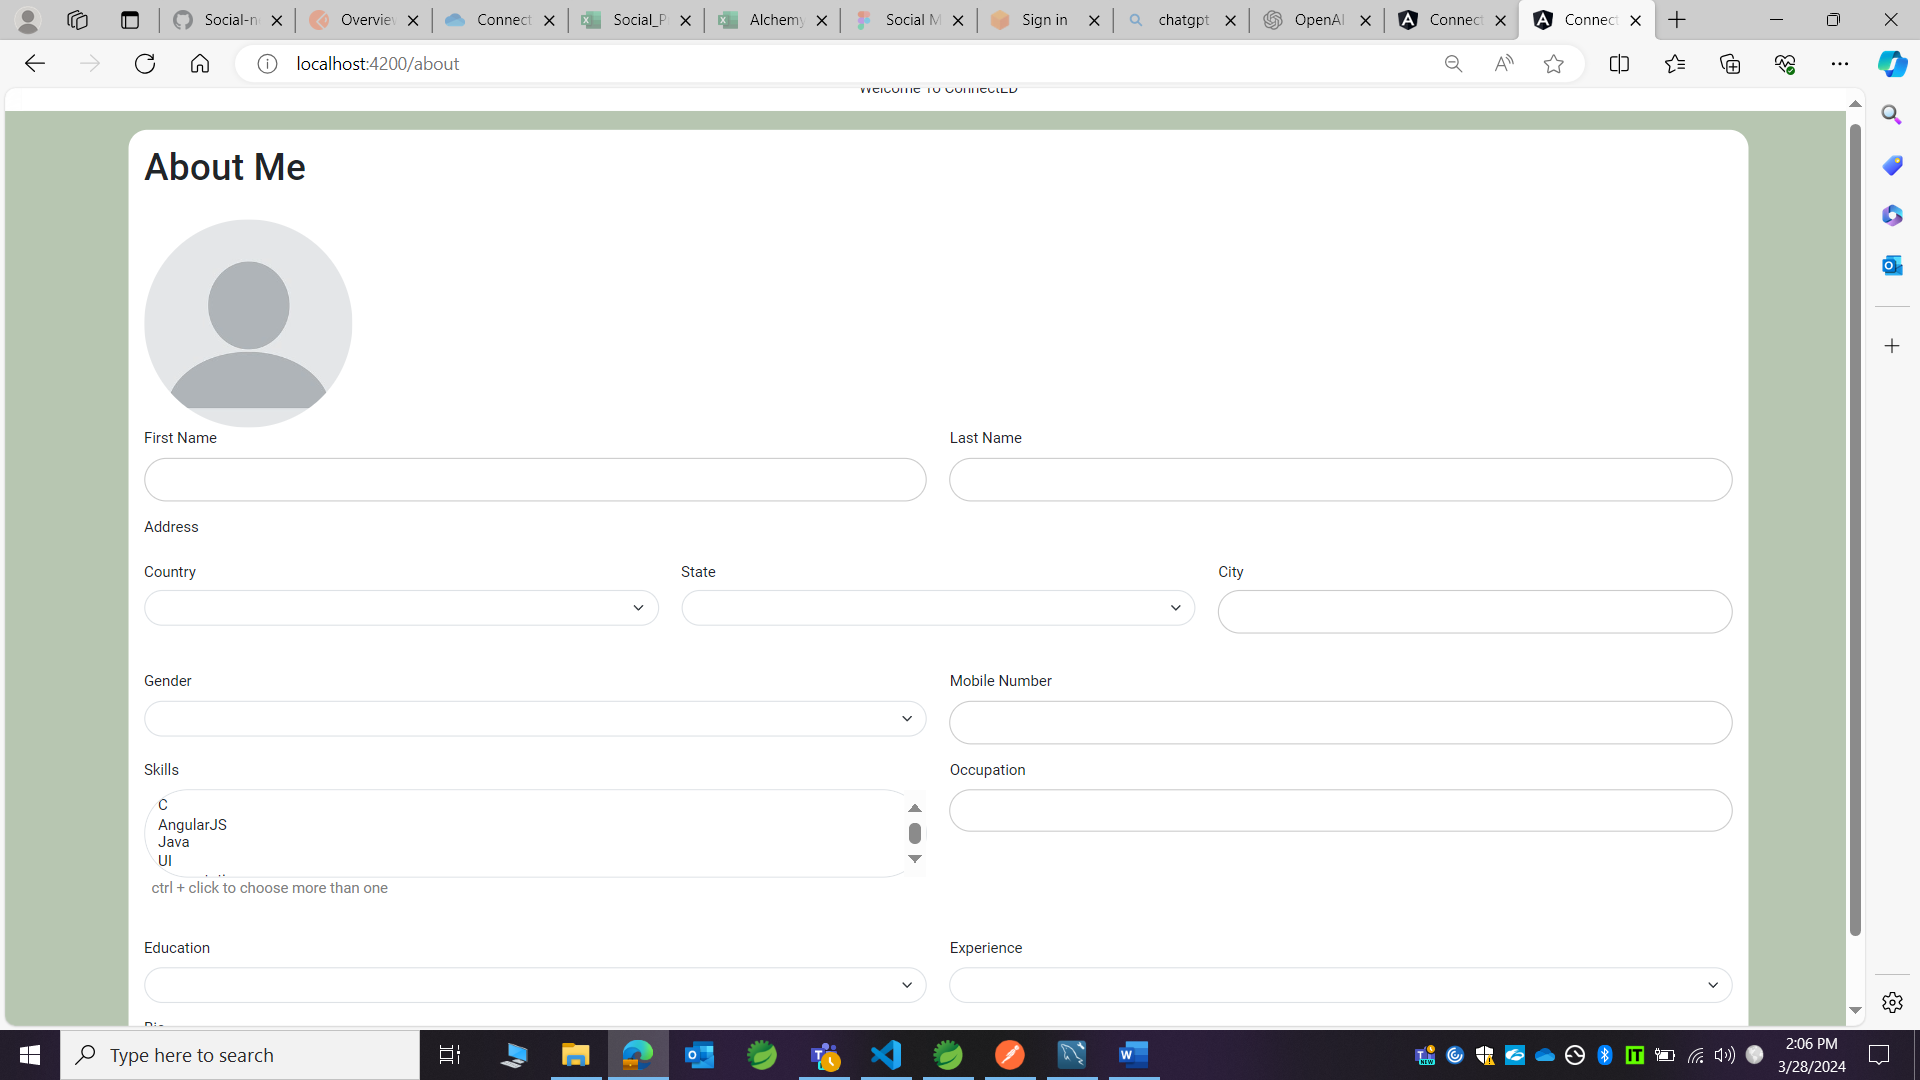 Social-n
Overview
Connect
Social_P
Alchemy
Social M
Sign in
chatgpt
OpenAI
Connect
Connect
localhost:4200/about
Welcome To ConnectED
About Me
First Name
Last Name
Address
Country
State
City
Gender
Mobile Number
Skills
Occupation
C
AngularJS
Java
UI
ctrl + click to choose more than one
Education
Experience
Bio
Type here to search
2:06 PM
3/28/2024